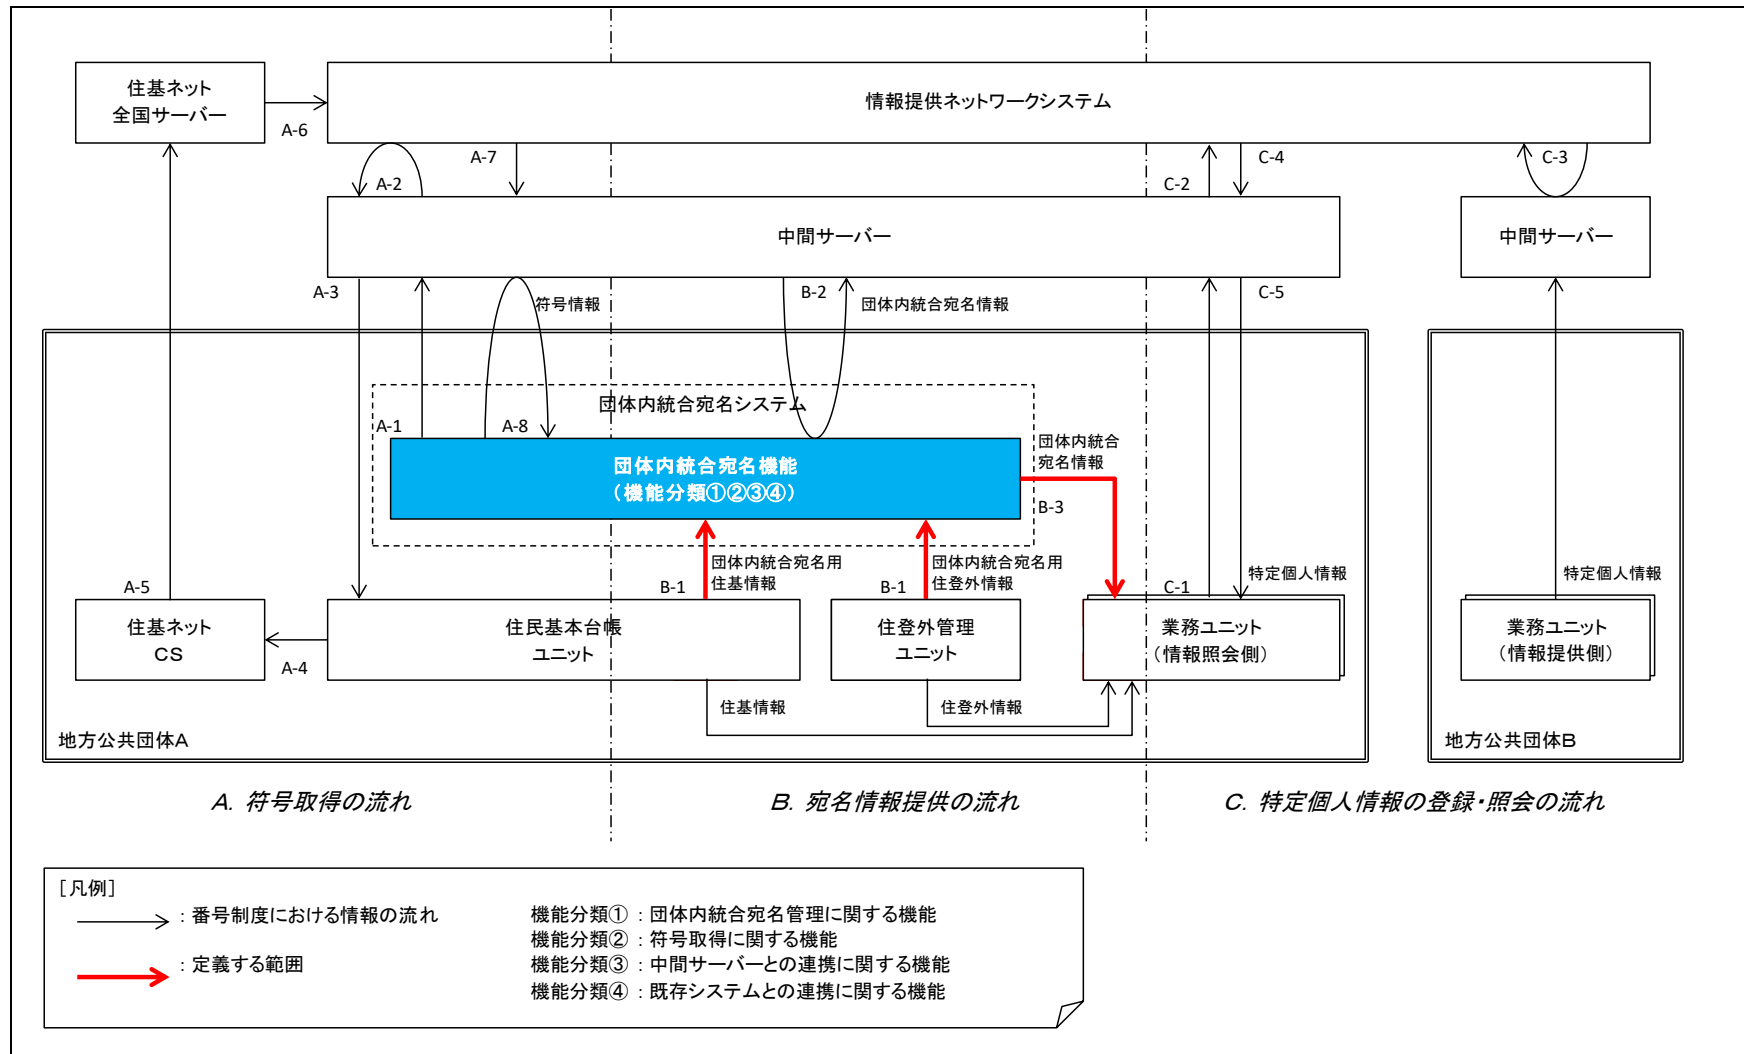 住基ネット
全国サーバー
A-6
情報提供ネットワークシステム
A-7
A-2
C-2
C-4
C-3
中間サーバー
中間サーバー
A-3
符号情報
B-2
団体内統合宛名情報
C-5
団体内統合宛名システム
A-1
A-8
団体内統合宛名機能
(機能分類①②③④)
団体内統合
宛名情報
B-3
A-5
B-1
団体内統合宛名用
住基情報
B-1
団体内統合宛名用
住登外情報
C-1
特定個人情報
特定個人情報
住基ネット
CS
A-4
住民基本台帳
ユニット
住登外管理
ユニット
業務ユニット
(情報照会側)
業務ユニット
(情報提供側)
住基情報
住登外情報
地方公共団体A
地方公共団体B
A. 符号取得の流れ
B. 宛名情報提供の流れ
C. 特定個人情報の登録・照会の流れ
[凡例]
:番号制度における情報の流れ
:定義する範囲
機能分類①:団体内統合宛名管理に関する機能
機能分類②:符号取得に関する機能
機能分類③:中間サーバーとの連携に関する機能
機能分類④:既存システムとの連携に関する機能